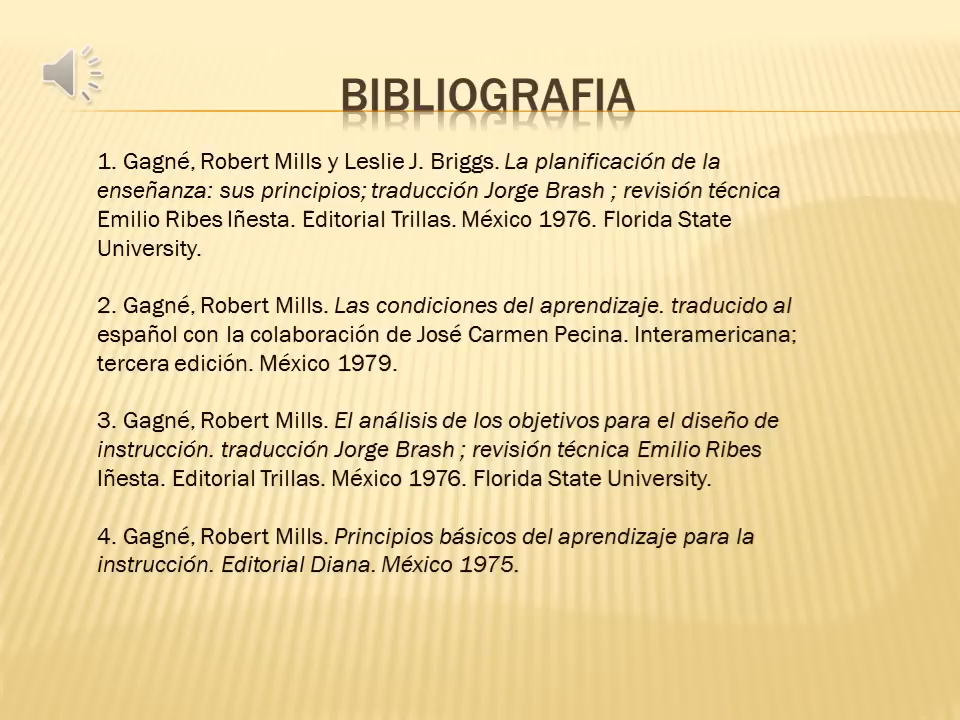 BIBLIOGRAFIA
1. Gagné, Robert Mills y Leslie J. Briggs. La planificación de la
enseñanza: sus principios; traducción Jorge Brash ; revisión técnica
Emilio Ribes Iñesta. Editorial Trillas. México 1976. Florida State
University.
2. Gagné, Robert Mills. Las condiciones del aprendizaje. traducido al
español con la colaboración de José Carmen Pecina. Interamericana;
tercera edición. México 1979.
3. Gagné, Robert Mills. El análisis de los objetivos para el diseño de
instrucción. traducción Jorge Brash ; revisión técnica Emilio Ribes
Iñesta. Editorial Trillas. México 1976. Florida State University.
4. Gagné, Robert Mills. Principios básicos del aprendizaje para la
instrucción. Editorial Diana. México 1975.